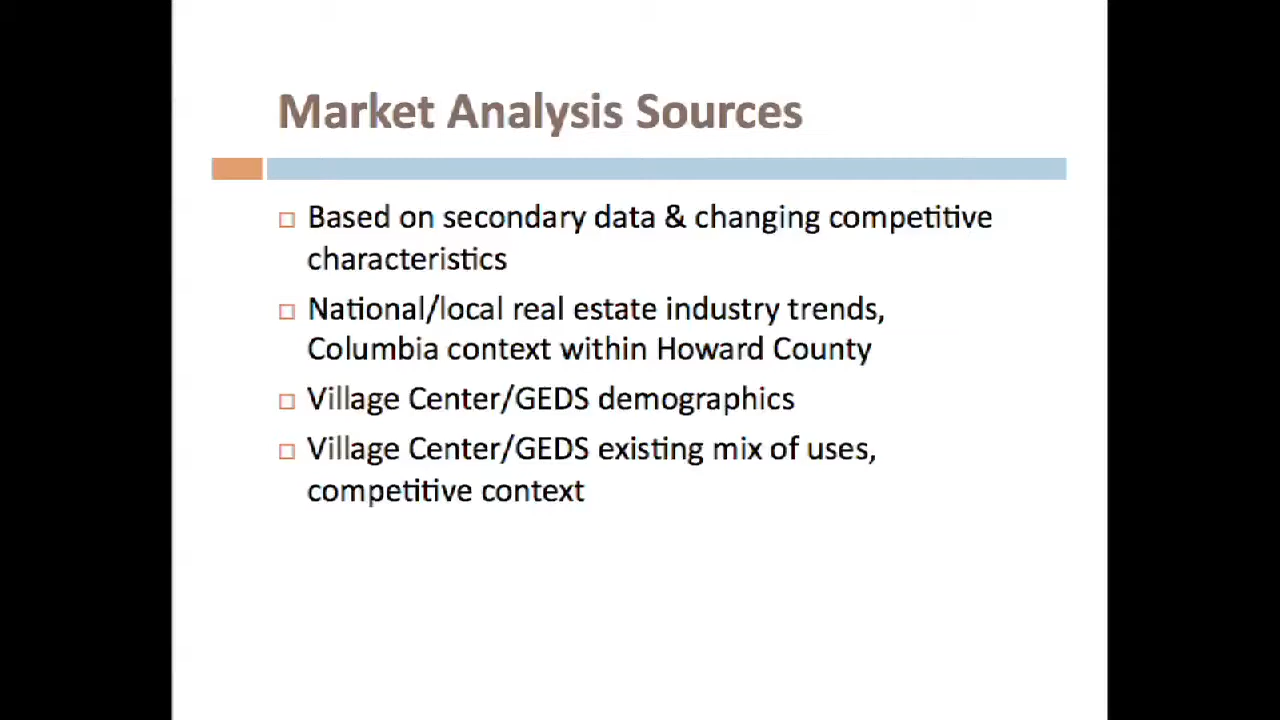 Market Analysis Sources
Based on secondary data & changing competitive
characteristics
National/local real estate industry trends,
Columbia context within Howard County
Village Center/GEDS demographics
Village Center/GEDS existing mix of uses,
competitive context